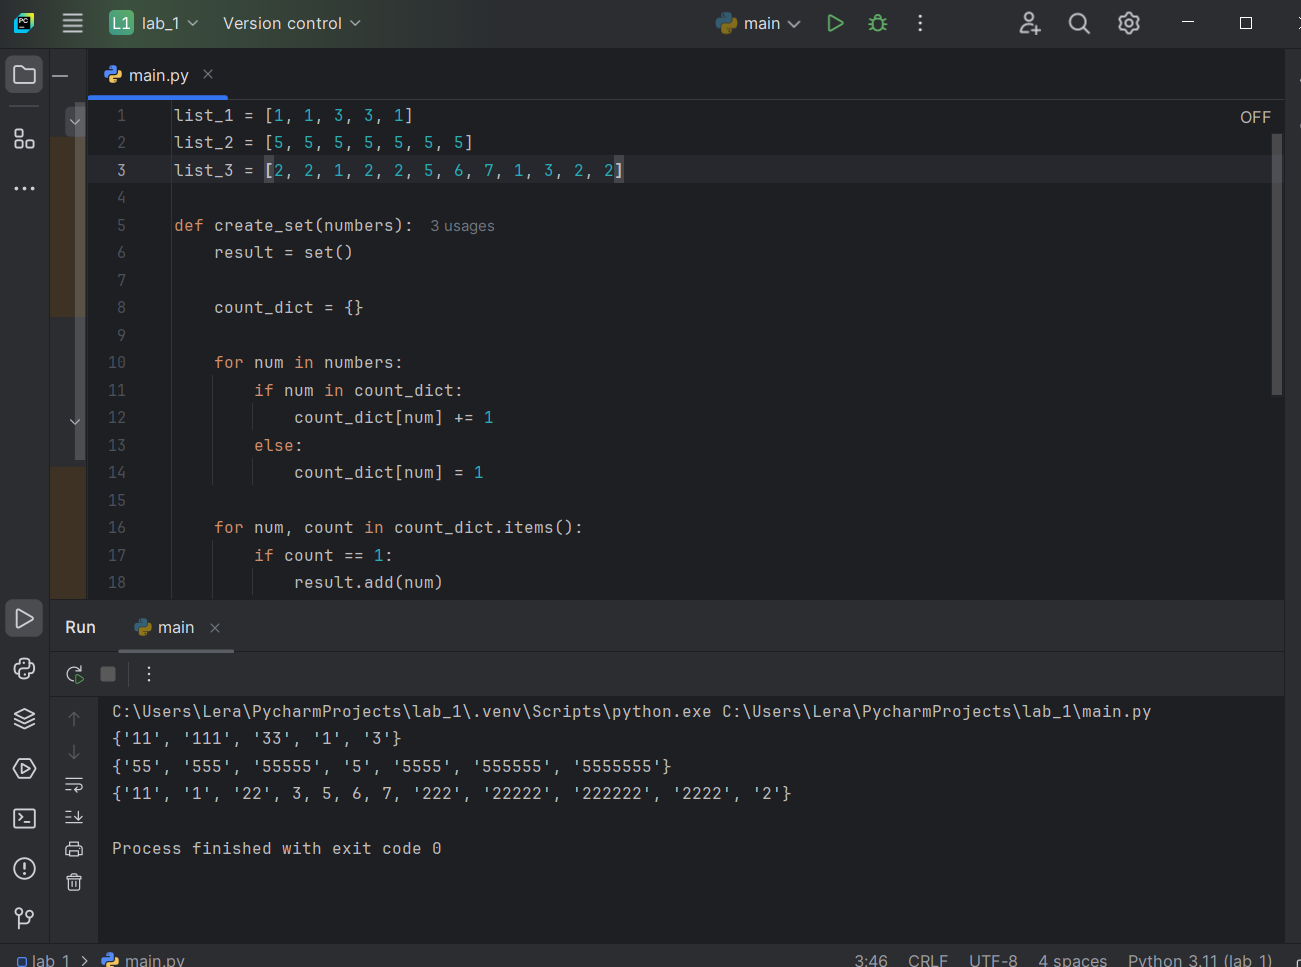 L1 lab_1 Version control main
main.py
1 list_1 = [1, 1, 3, 3, 1]
OFF
2 list_2 = [5, 5, 5, 5, 5, 5, 5]
3 list_3 = [2, 2, 1, 2, 2, 5, 6, 7, 1, 3, 2, 2]
4
5 def create_set(numbers): 3 usages
6 result = set()
7
8 count_dict = {}
9
10 for num in numbers:
11 if num in count_dict:
12 count_dict[num] += 1
13 else:
14 count_dict[num] = 1
15
16 for num, count in count_dict.items():
17 if count == 1:
18 result.add(num)
Run main
C:\Users\Lera\PycharmProjects\lab_1\.venv\Scripts\python.exe C:\Users\Lera\PycharmProjects\lab_1\main.py
{'11', '111', '33', '1', '3'}
{'55', '555', '55555', '5', '5555', '555555', '5555555'}
{'11', '1', '22', 3, 5, 6, 7, '222', '22222', '222222', '2222', '2'}
Process finished with exit code 0
lab_1 main.py 3:46 CRLF UTF-8 4 spaces Python 3.11 (lab_1)